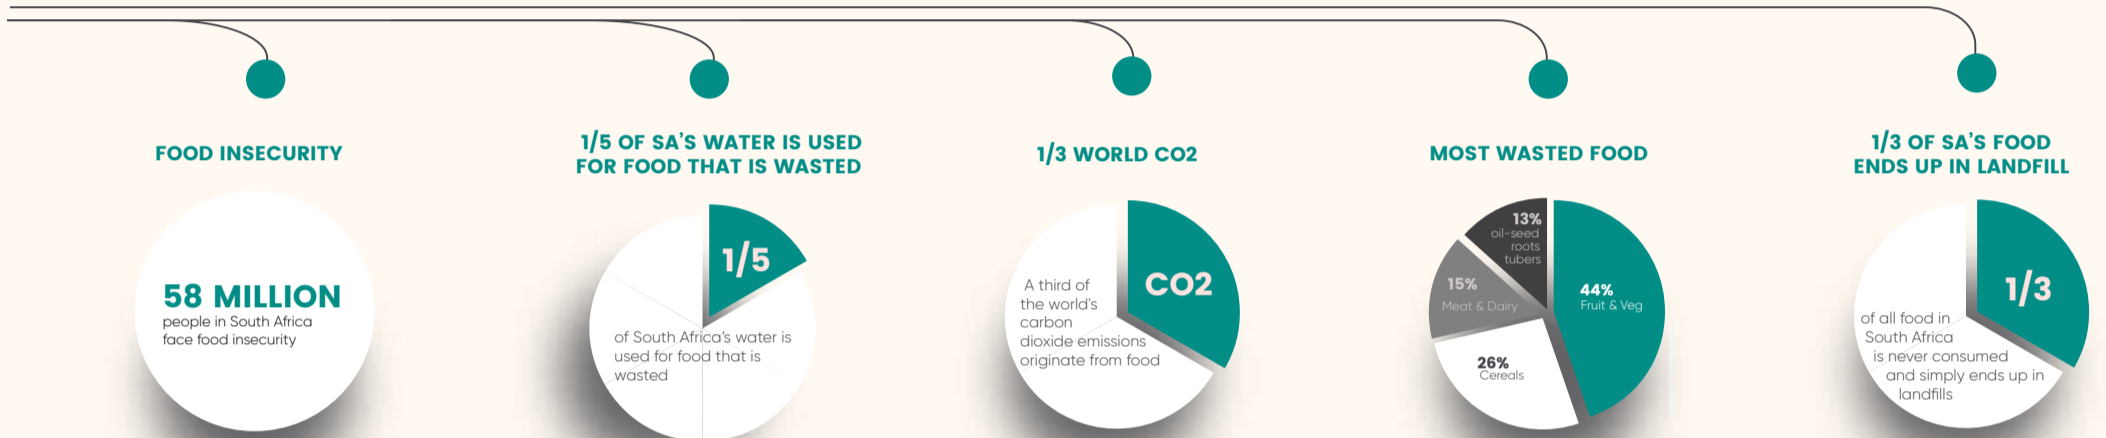 FOOD INSECURITY
58 MILLION
people in South Africa
face food insecurity
1/5 OF SA’S WATER IS USED
FOR FOOD THAT IS WASTED
1/5
of South Africa’s water is
used for food that is
wasted
1/3 WORLD CO2
CO2
A third of
the world's
carbon
dioxide emissions
originate from food
MOST WASTED FOOD
13%
oil-seed
roots
tubers
15%
Meat & Dairy
44%
Fruit & Veg
26%
Cereals
1/3 OF SA’S FOOD
ENDS UP IN LANDFILL
1/3
of all food in
South Africa
is never consumed
and simply ends up in
landfills